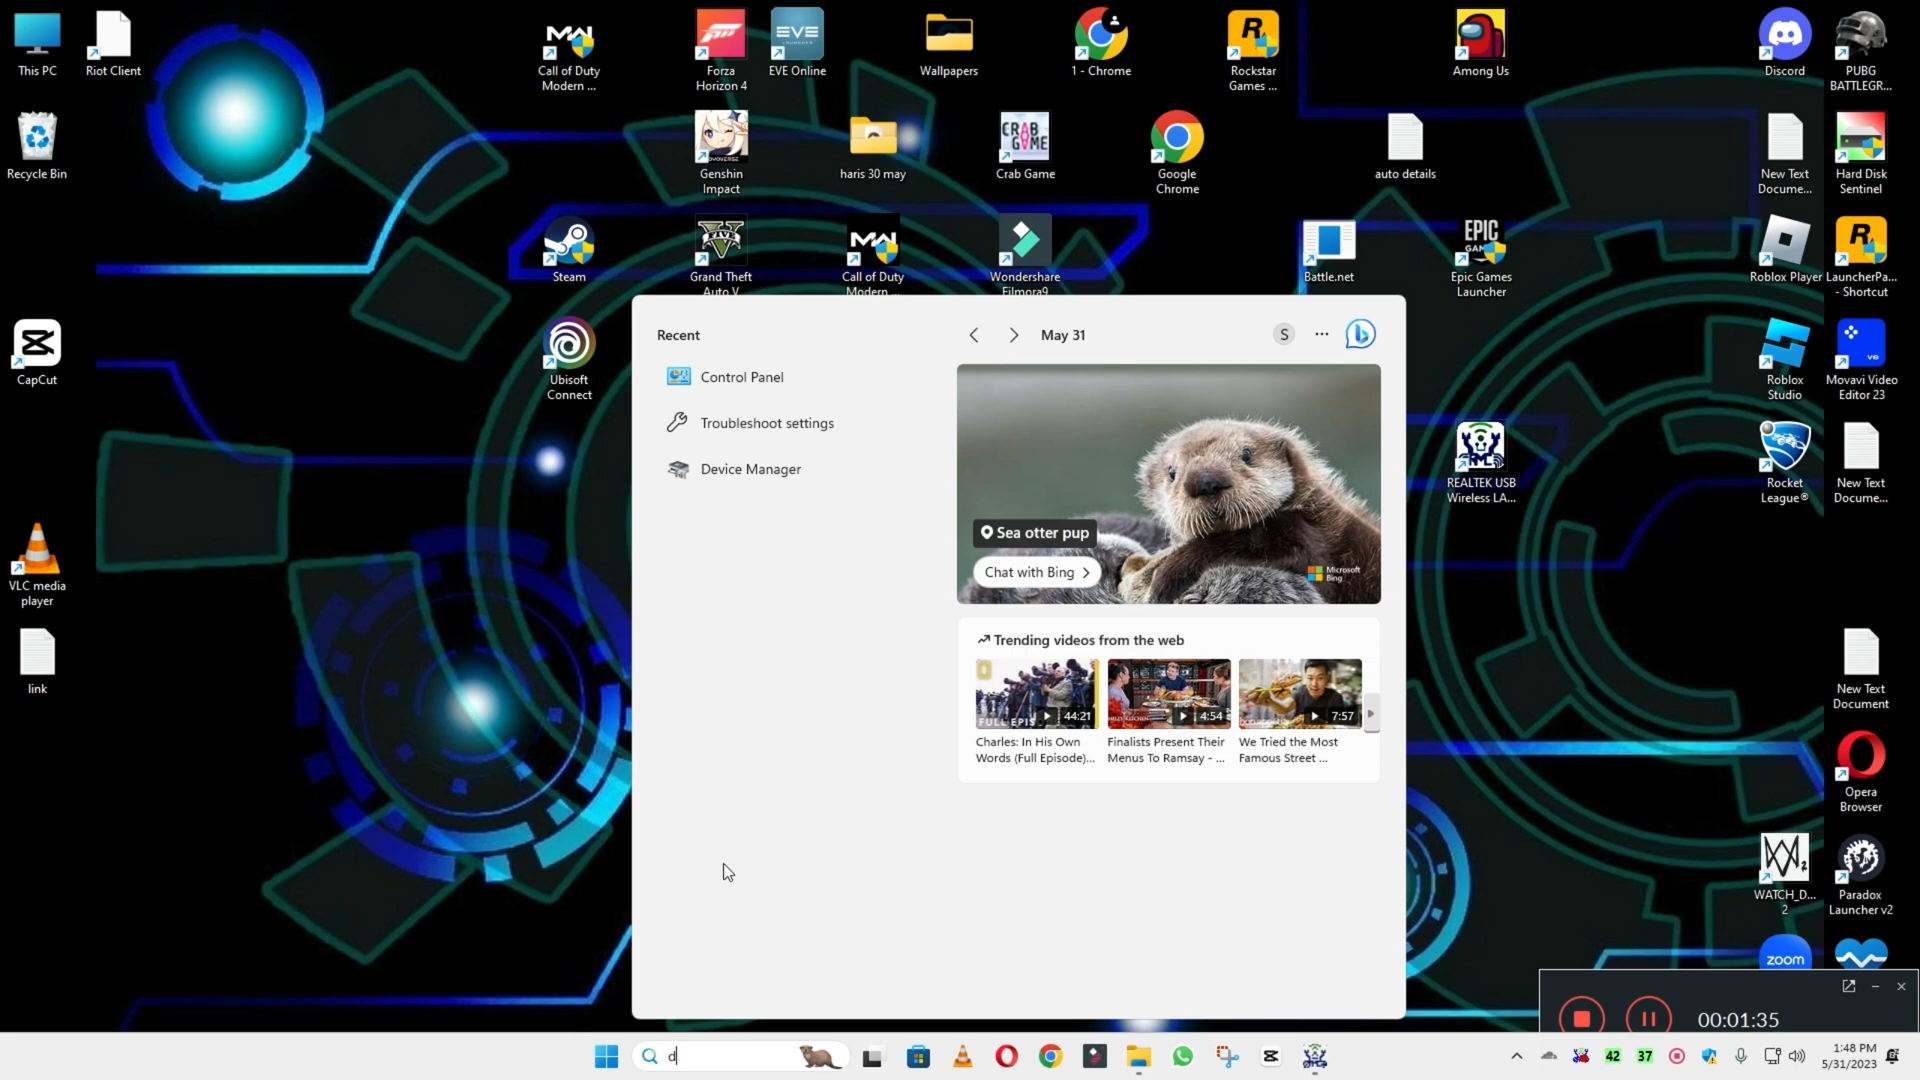 This PC
Riot Client
Call of Duty
Modern ...
Forza
Horizon 4
EVE Online
Wallpapers
1 - Chrome
Rockstar
Games ...
Among Us
Discord
PUBG
BATTLEGR...
Recycle Bin
Genshin
Impact
haris 30 may
CRAB
GAME
Crab Game
Google
Chrome
auto details
New Text
Docume...
Hard Disk
Sentinel
Steam
Grand Theft
Auto V
Call of Duty
Modern ...
Wondershare
Filmora9
Battle.net
EPIC
Epic Games
Launcher
Roblox Player
LauncherPa...
- Shortcut
CapCut
Ubisoft
Connect
Roblox
Studio
Movavi Video
Editor 23
REALTEK USB
Wireless LA...
Rocket
League®
New Text
Docume...
VLC media
player
link
New Text
Document
Opera
Browser
WATCH_D...
2
Paradox
Launcher v2
zoom
Recent
Control Panel
Troubleshoot settings
Device Manager
May 31
S
Sea otter pup
Chat with Bing
Microsoft
Bing
Trending videos from the web
FULL EPIS
44:21
4:54
7:57
Charles: In His Own
Words (Full Episode)...
Finalists Present Their
Menus To Ramsay - ...
We Tried the Most
Famous Street ...
00:01:35
d
42
37
1:48 PM
5/31/2023